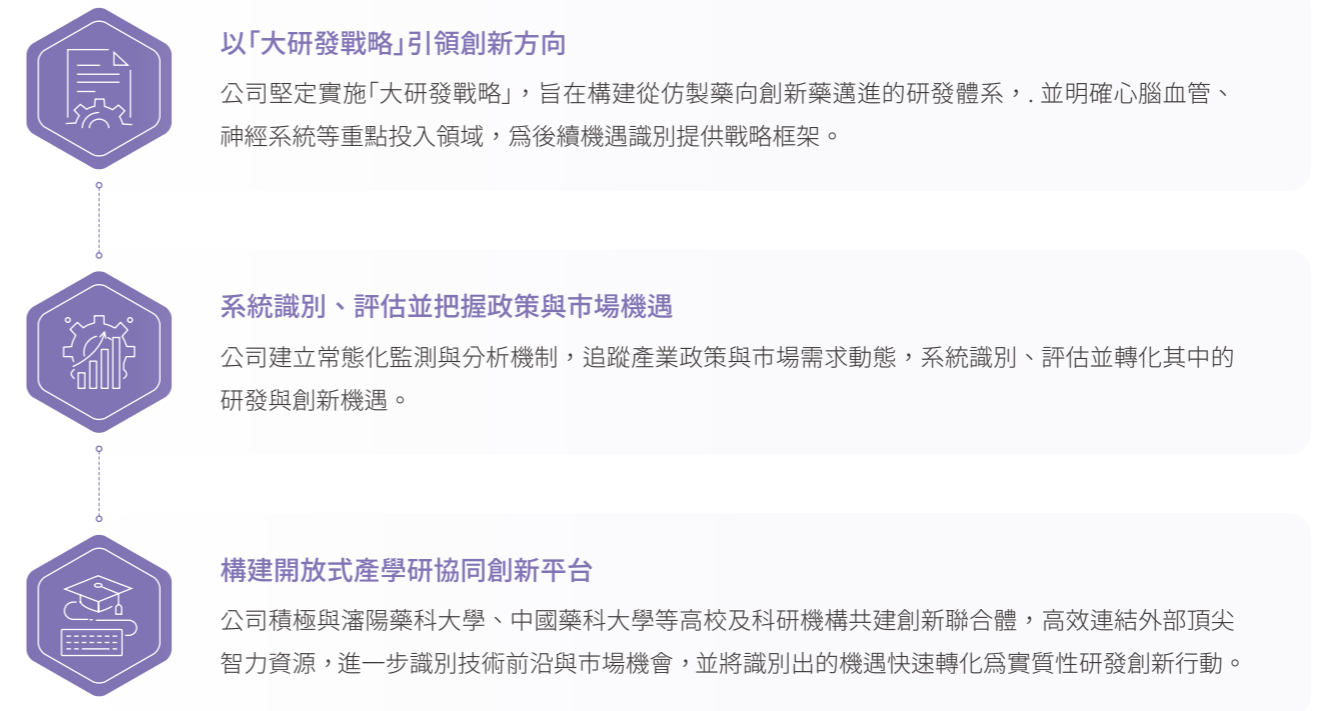 以「大研發戰略」引領創新方向
公司堅定實施「大研發戰略」，旨在構建從仿製藥向創新藥邁進的研發體系，. 並明確心腦血管、
神經系統等重點投入領域，爲後續機遇識別提供戰略框架。
系統識別、評估並把握政策與市場機遇
公司建立常態化監測與分析機制，追蹤產業政策與市場需求動態，系統識別、評估並轉化其中的
研發與創新機遇。
構建開放式產學研協同創新平台
公司積極與瀋陽藥科大學、中國藥科大學等高校及科研機構共建創新聯合體，高效連結外部頂尖
智力資源，進一步識別技術前沿與市場機會，並將識別出的機遇快速轉化爲實質性研發創新行動。